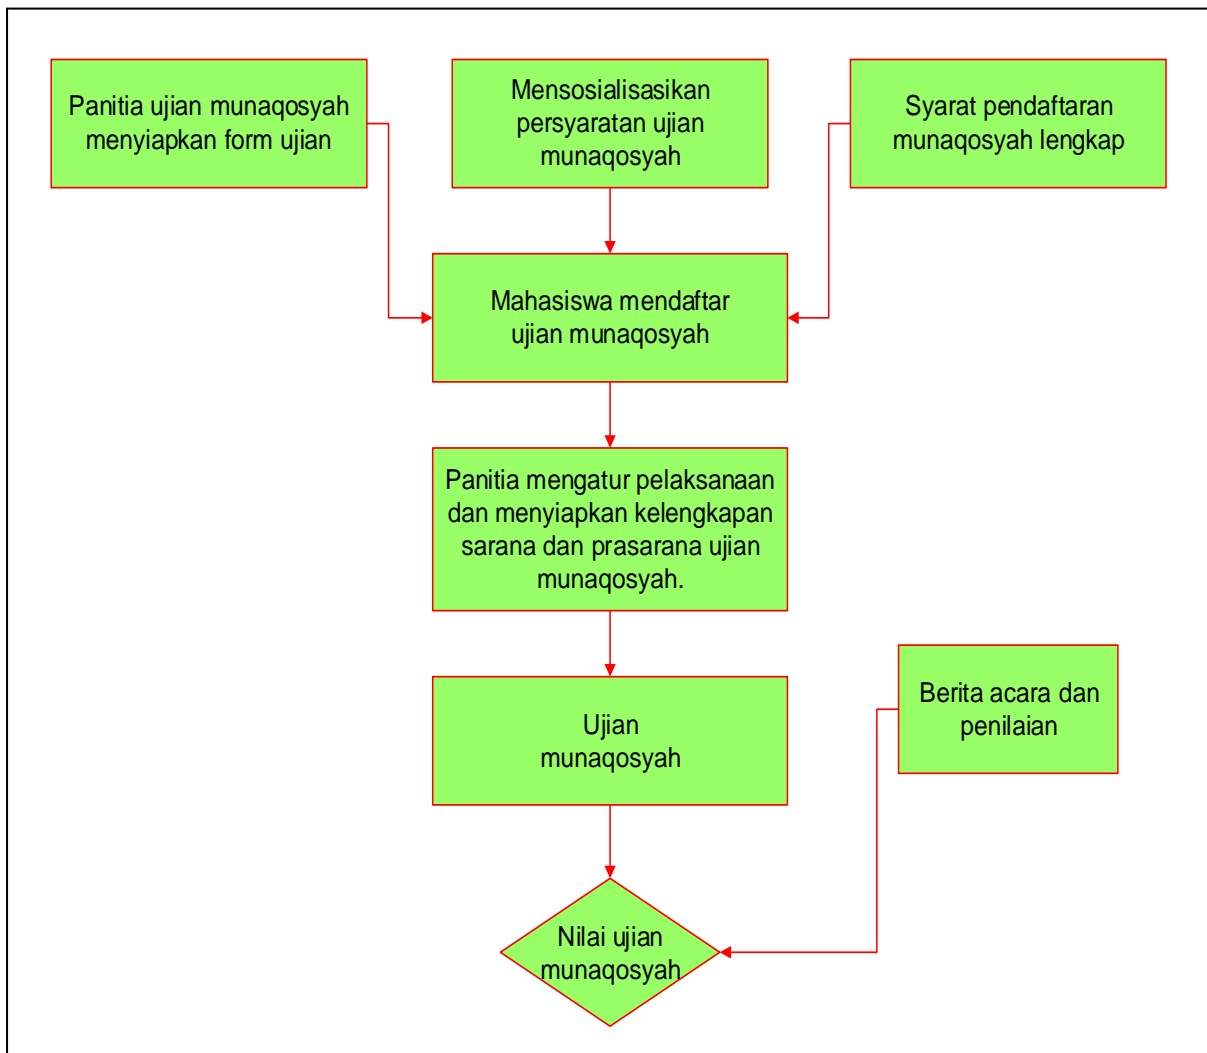 Panitia ujian munaqosyah
menyiapkan form ujian
Mensosialisasikan
persyaratan ujian
munaqosyah
Syarat pendaftaran
munaqosyah lengkap
Mahasiswa mendaftar
ujian munaqosyah
Panitia mengatur pelaksanaan
dan menyiapkan kelengkapan
sarana dan prasarana ujian
munaqosyah.
Ujian
munaqosyah
Berita acara dan
penilaian
Nilai ujian
munaqosyah